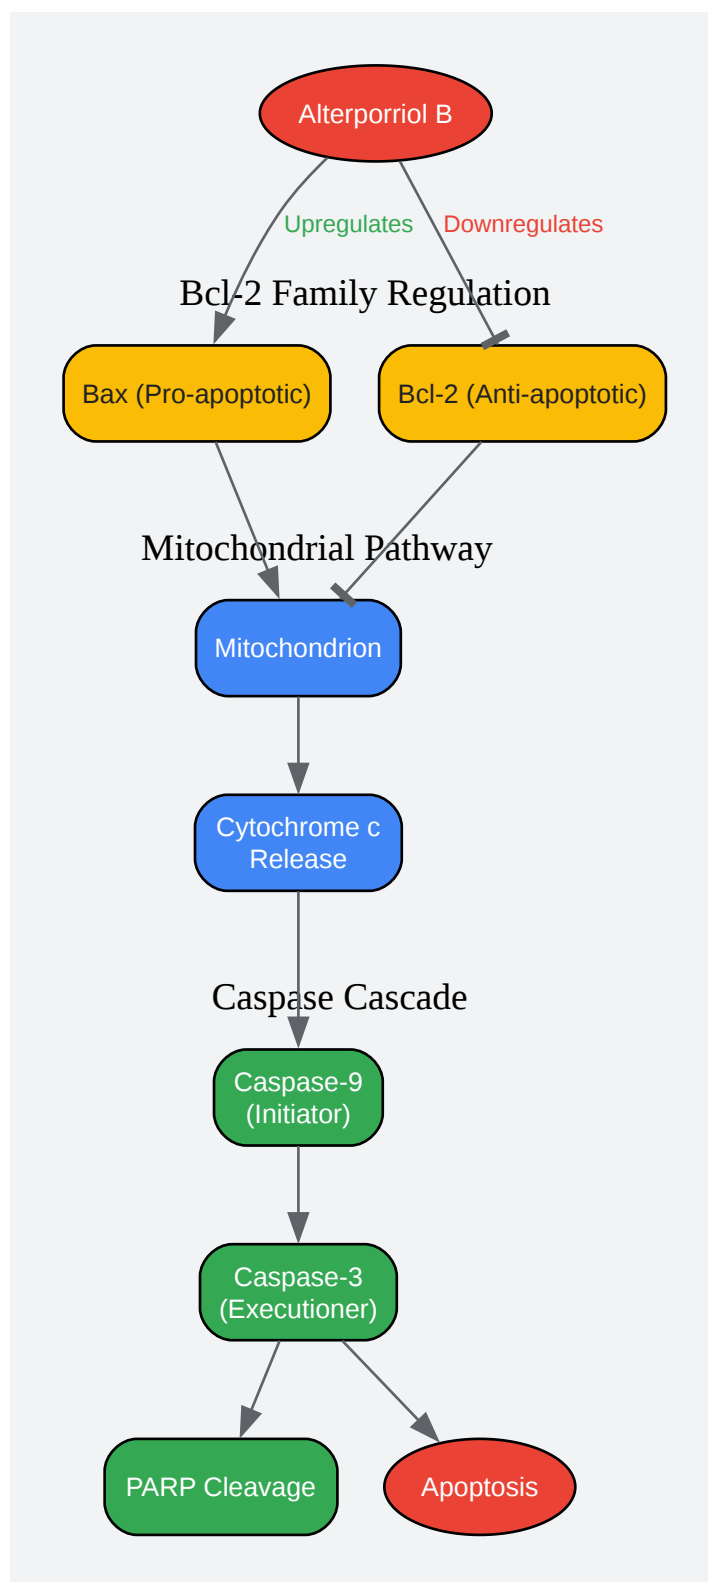 Alterporriol B
Upregulates
Downregulates
Bcl-2 Family Regulation
Bax (Pro-apoptotic)
Bcl-2 (Anti-apoptotic)
Mitochondrial Pathway
Mitochondrion
Cytochrome c
Release
Caspase Cascade
Caspase-9
(Initiator)
Caspase-3
(Executioner)
PARP Cleavage
Apoptosis